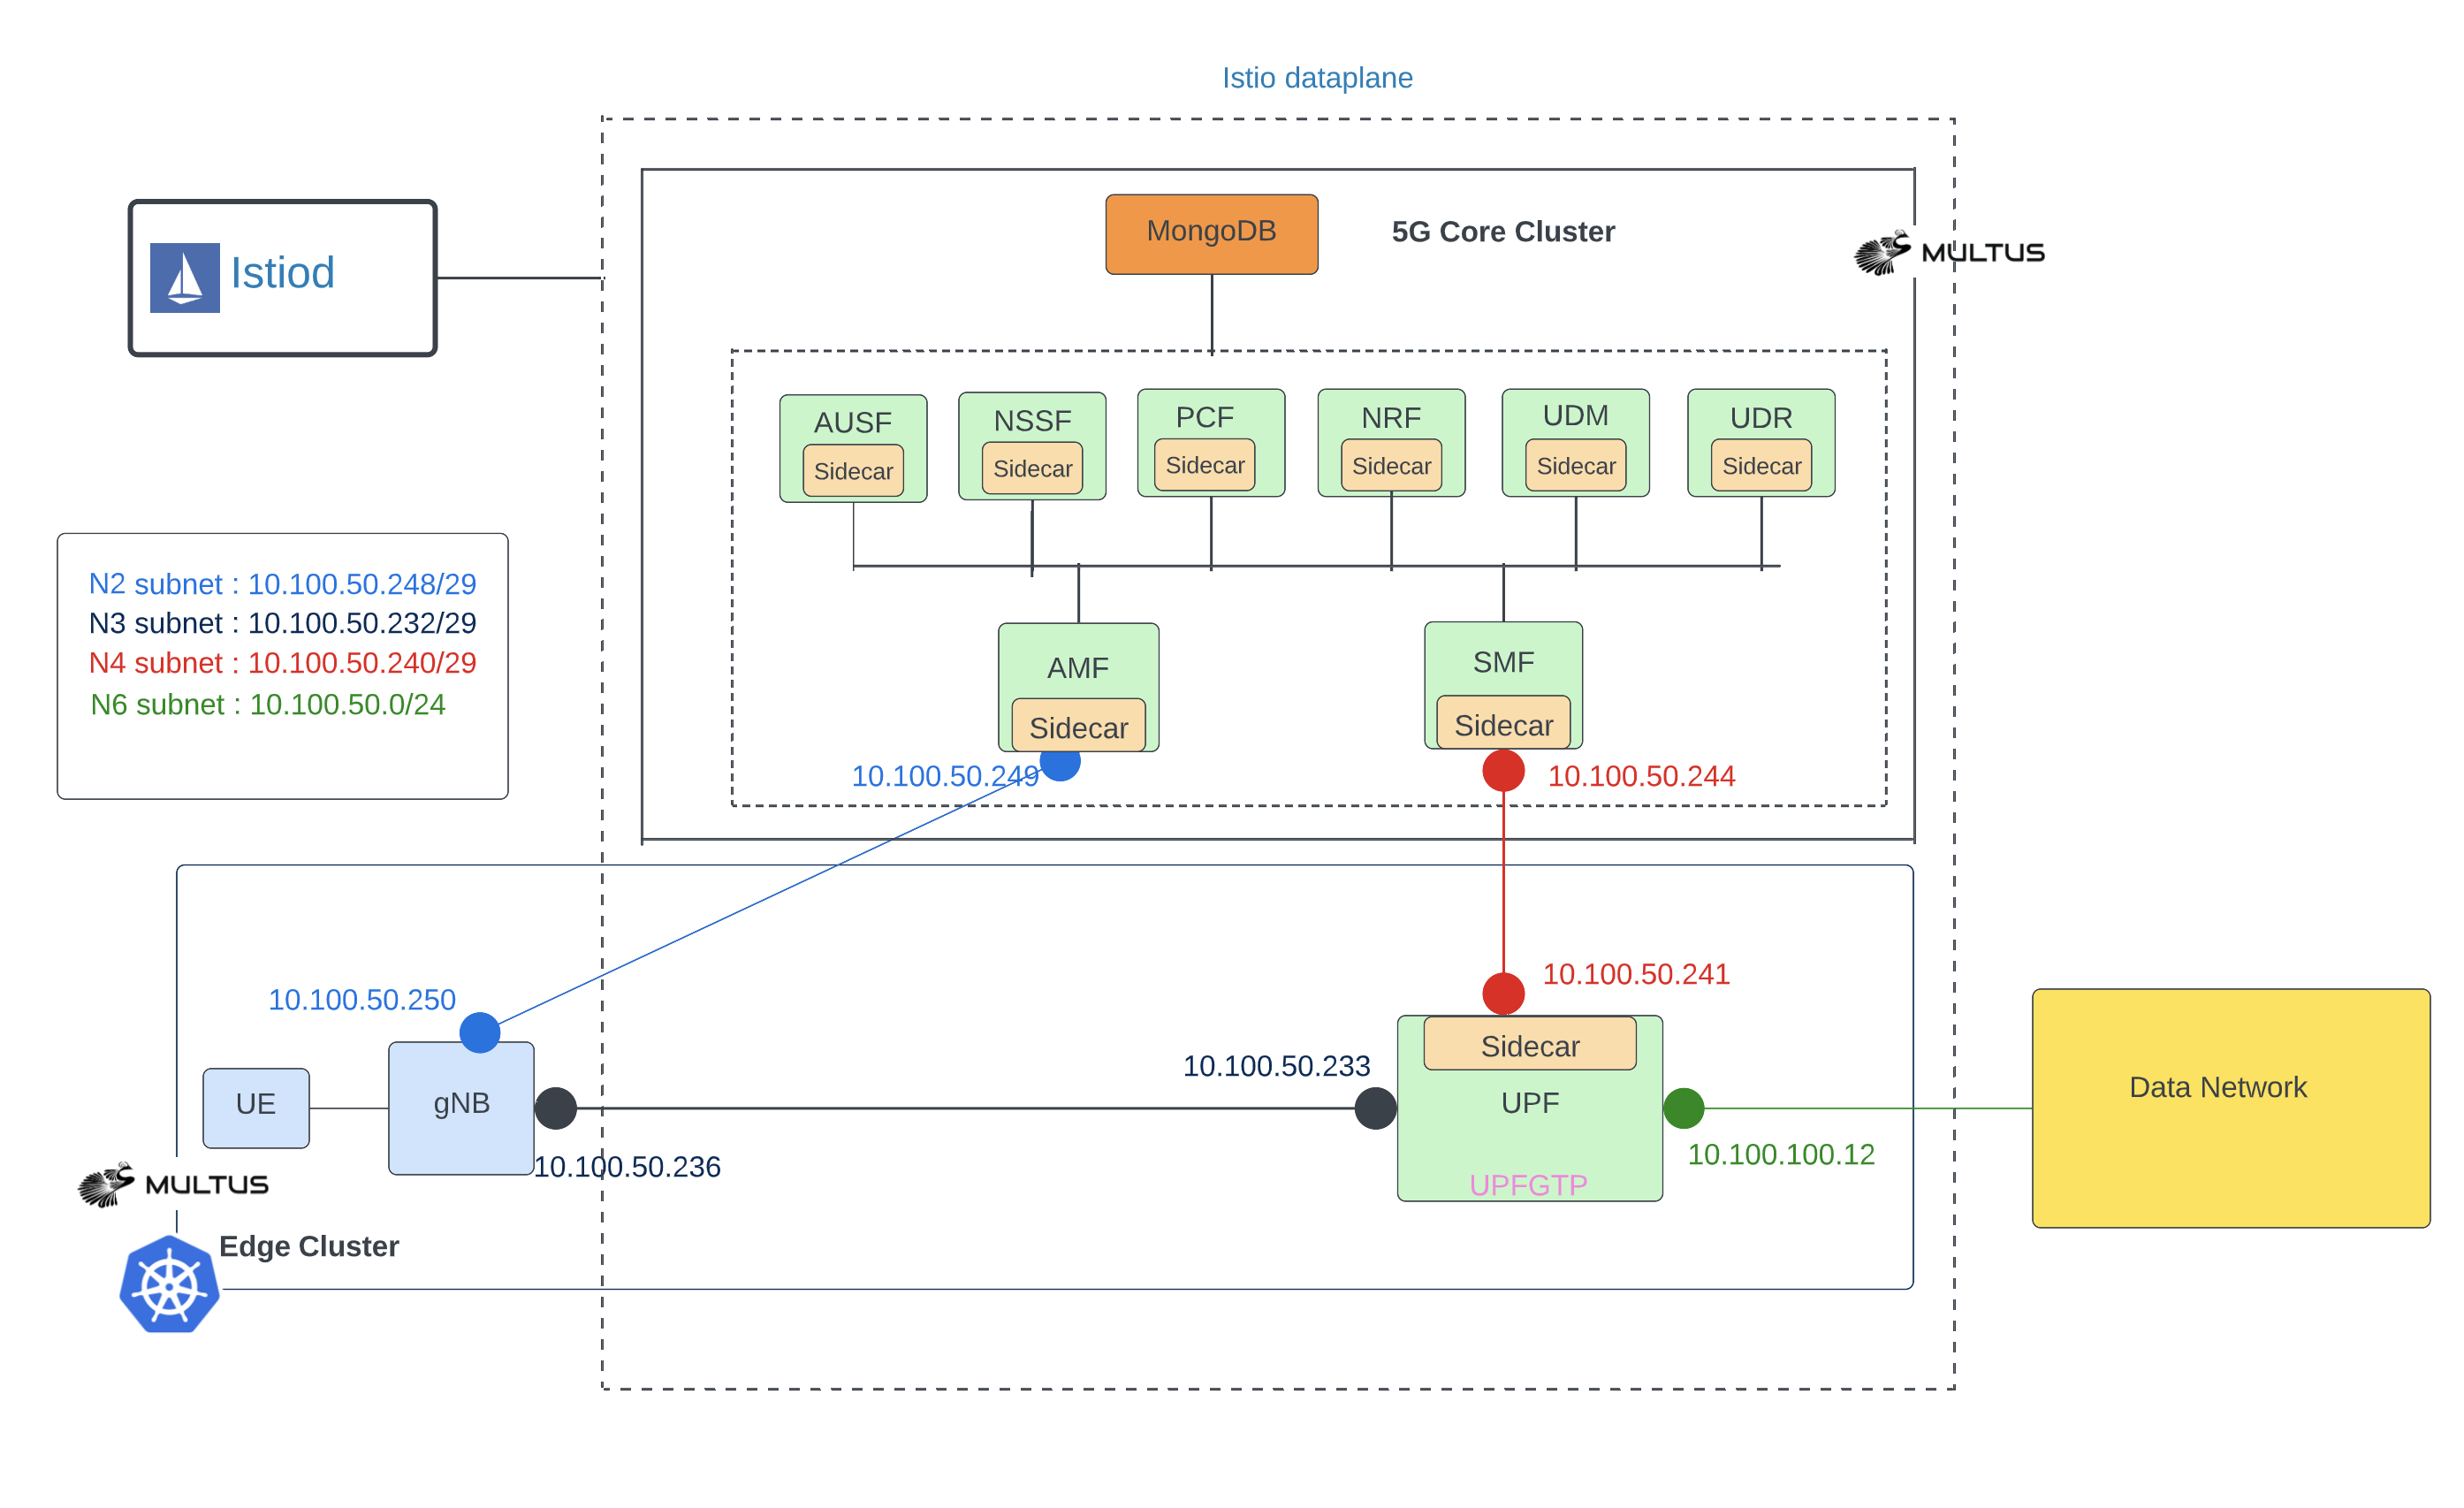 Istio dataplane
Istiod
MongoDB
5G Core Cluster
MULTUS
AUSF
NSSF
PCF
NRF
UDM
UDR
Sidecar
Sidecar
Sidecar
Sidecar
Sidecar
Sidecar
N2 subnet : 10.100.50.248/29
N3 subnet : 10.100.50.232/29
N4 subnet : 10.100.50.240/29
N6 subnet : 10.100.50.0/24
AMF
Sidecar
SMF
Sidecar
10.100.50.249
10.100.50.244
10.100.50.250
10.100.50.241
UE
gNB
10.100.50.236
10.100.50.233
Sidecar
UPF
UPFGTP
10.100.100.12
Data Network
MULTUS
Edge Cluster